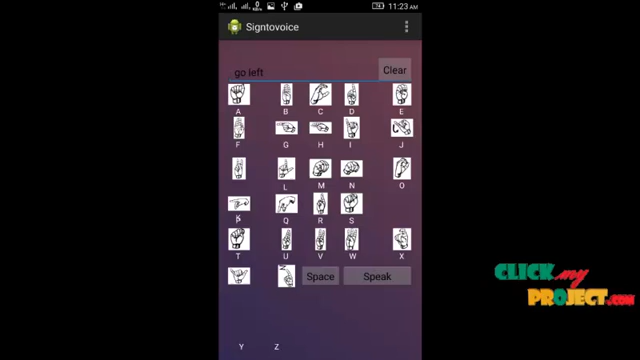 11:23 AM
Signtovoice
go left
Clear
A B C D E
F G H I J
L M N O
P Q R S
T U V W X
Space
Speak
Y Z
CLICK my
PROJECT.COM